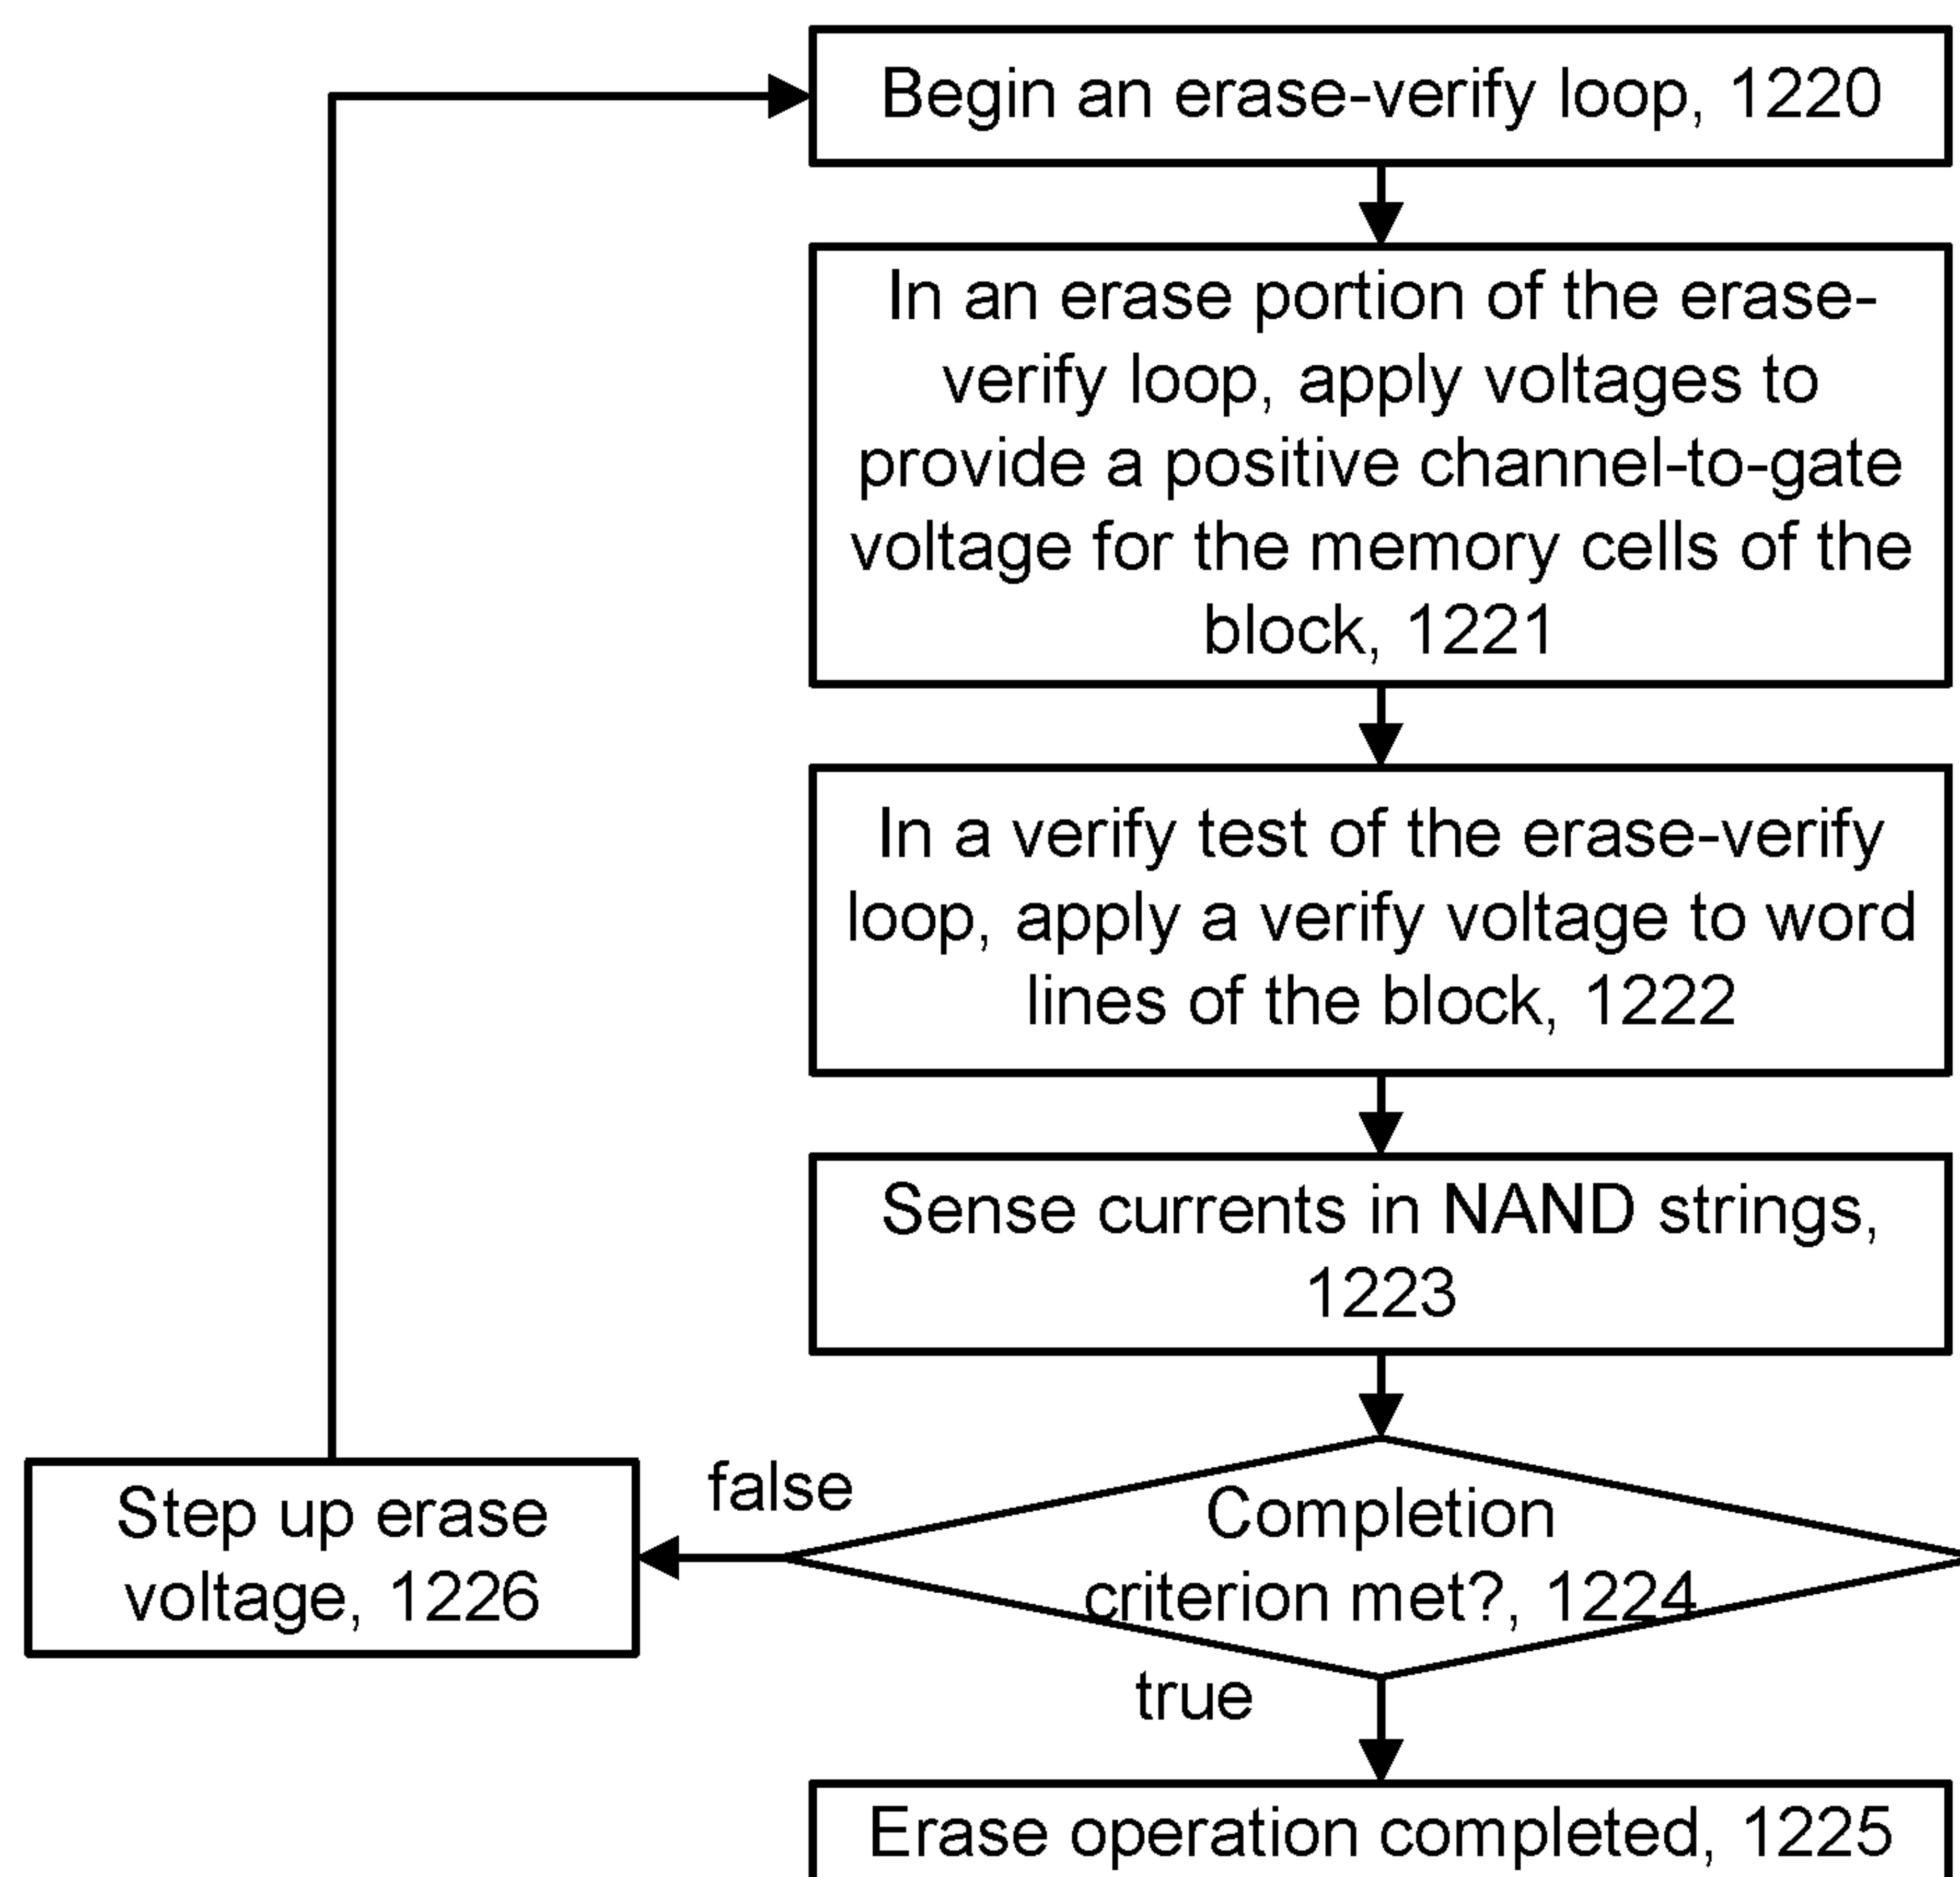 Begin an erase-verify loop, 1220
In an erase portion of the erase-
verify loop, apply voltages to
provide a positive channel-to-gate
voltage for the memory cells of the
block, 1221
In a verify test of the erase-verify
loop, apply a verify voltage to word
lines of the block, 1222
Sense currents in NAND strings,
1223
Completion
criterion met?, 1224
false
Step up erase
voltage, 1226
true
Erase operation completed, 1225